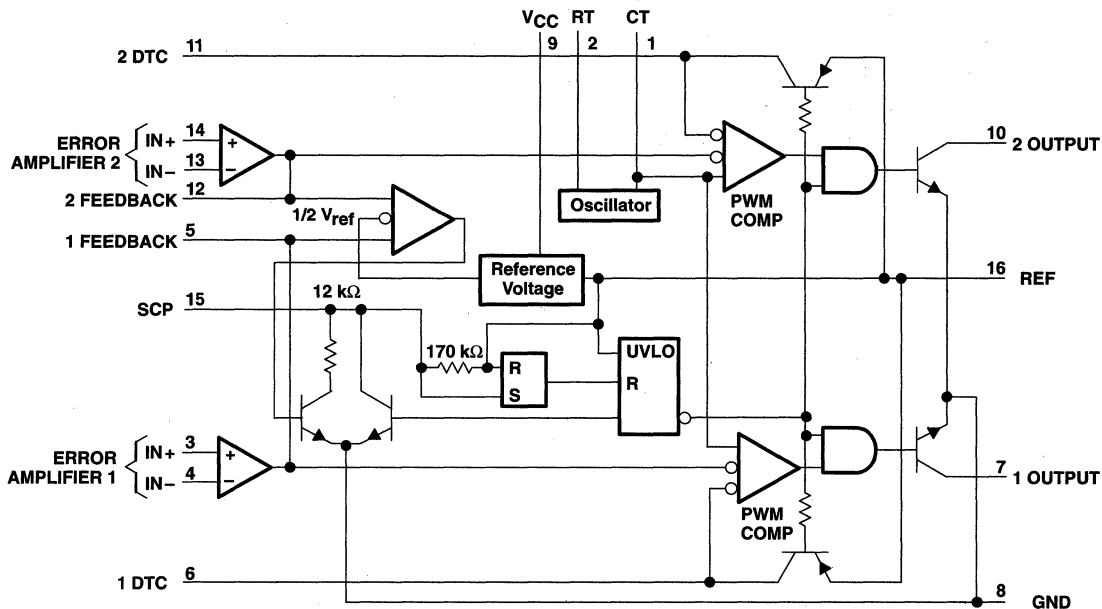 VCC RT CT
9 2 1
11
2 DTC
ERROR
AMPLIFIER 2
IN+ 14
+
IN− 13
−
10
2 OUTPUT
PWM
COMP
12
2 FEEDBACK
1/2 Vref
Oscillator
5
1 FEEDBACK
Reference
Voltage
16
REF
12 kΩ
SCP 15
170 kΩ
R
S
UVLO
R
ERROR
AMPLIFIER 1
IN+ 3
+
IN− 4
−
7
1 OUTPUT
PWM
COMP
6
1 DTC
8
GND